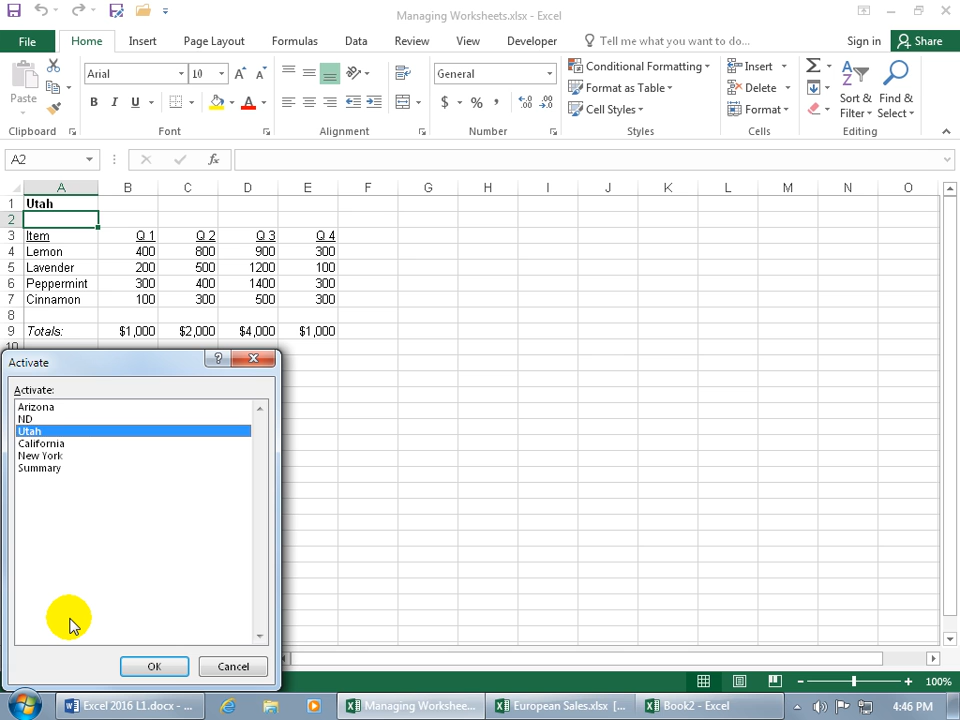 Managing Worksheets.xlsx - Excel
File Home Insert Page Layout Formulas Data Review View Developer Tell me what you want to do... Sign in Share
Paste
Arial 10
B I U A
General
$ % ,
Conditional Formatting
Format as Table
Cell Styles
Insert
Delete
Format
Sort & Filter
Find & Select
Clipboard Font Alignment Number Styles Cells Editing
A2 fx
A B C D E F G H I J K L M N O
1 Utah
2
3 Item Q 1 Q 2 Q 3 Q 4
4 Lemon 400 800 900 300
5 Lavender 200 500 1200 100
6 Peppermint 300 400 1400 300
7 Cinnamon 100 300 500 300
8
9 Totals: $1,000 $2,000 $4,000 $1,000
10
Activate
Activate:
Arizona
ND
Utah
California
New York
Summary
OK Cancel
100%
Excel 2016 L1.docx - ... Managing Workshee... European Sales.xlsx [... Book2 - Excel 4:46 PM